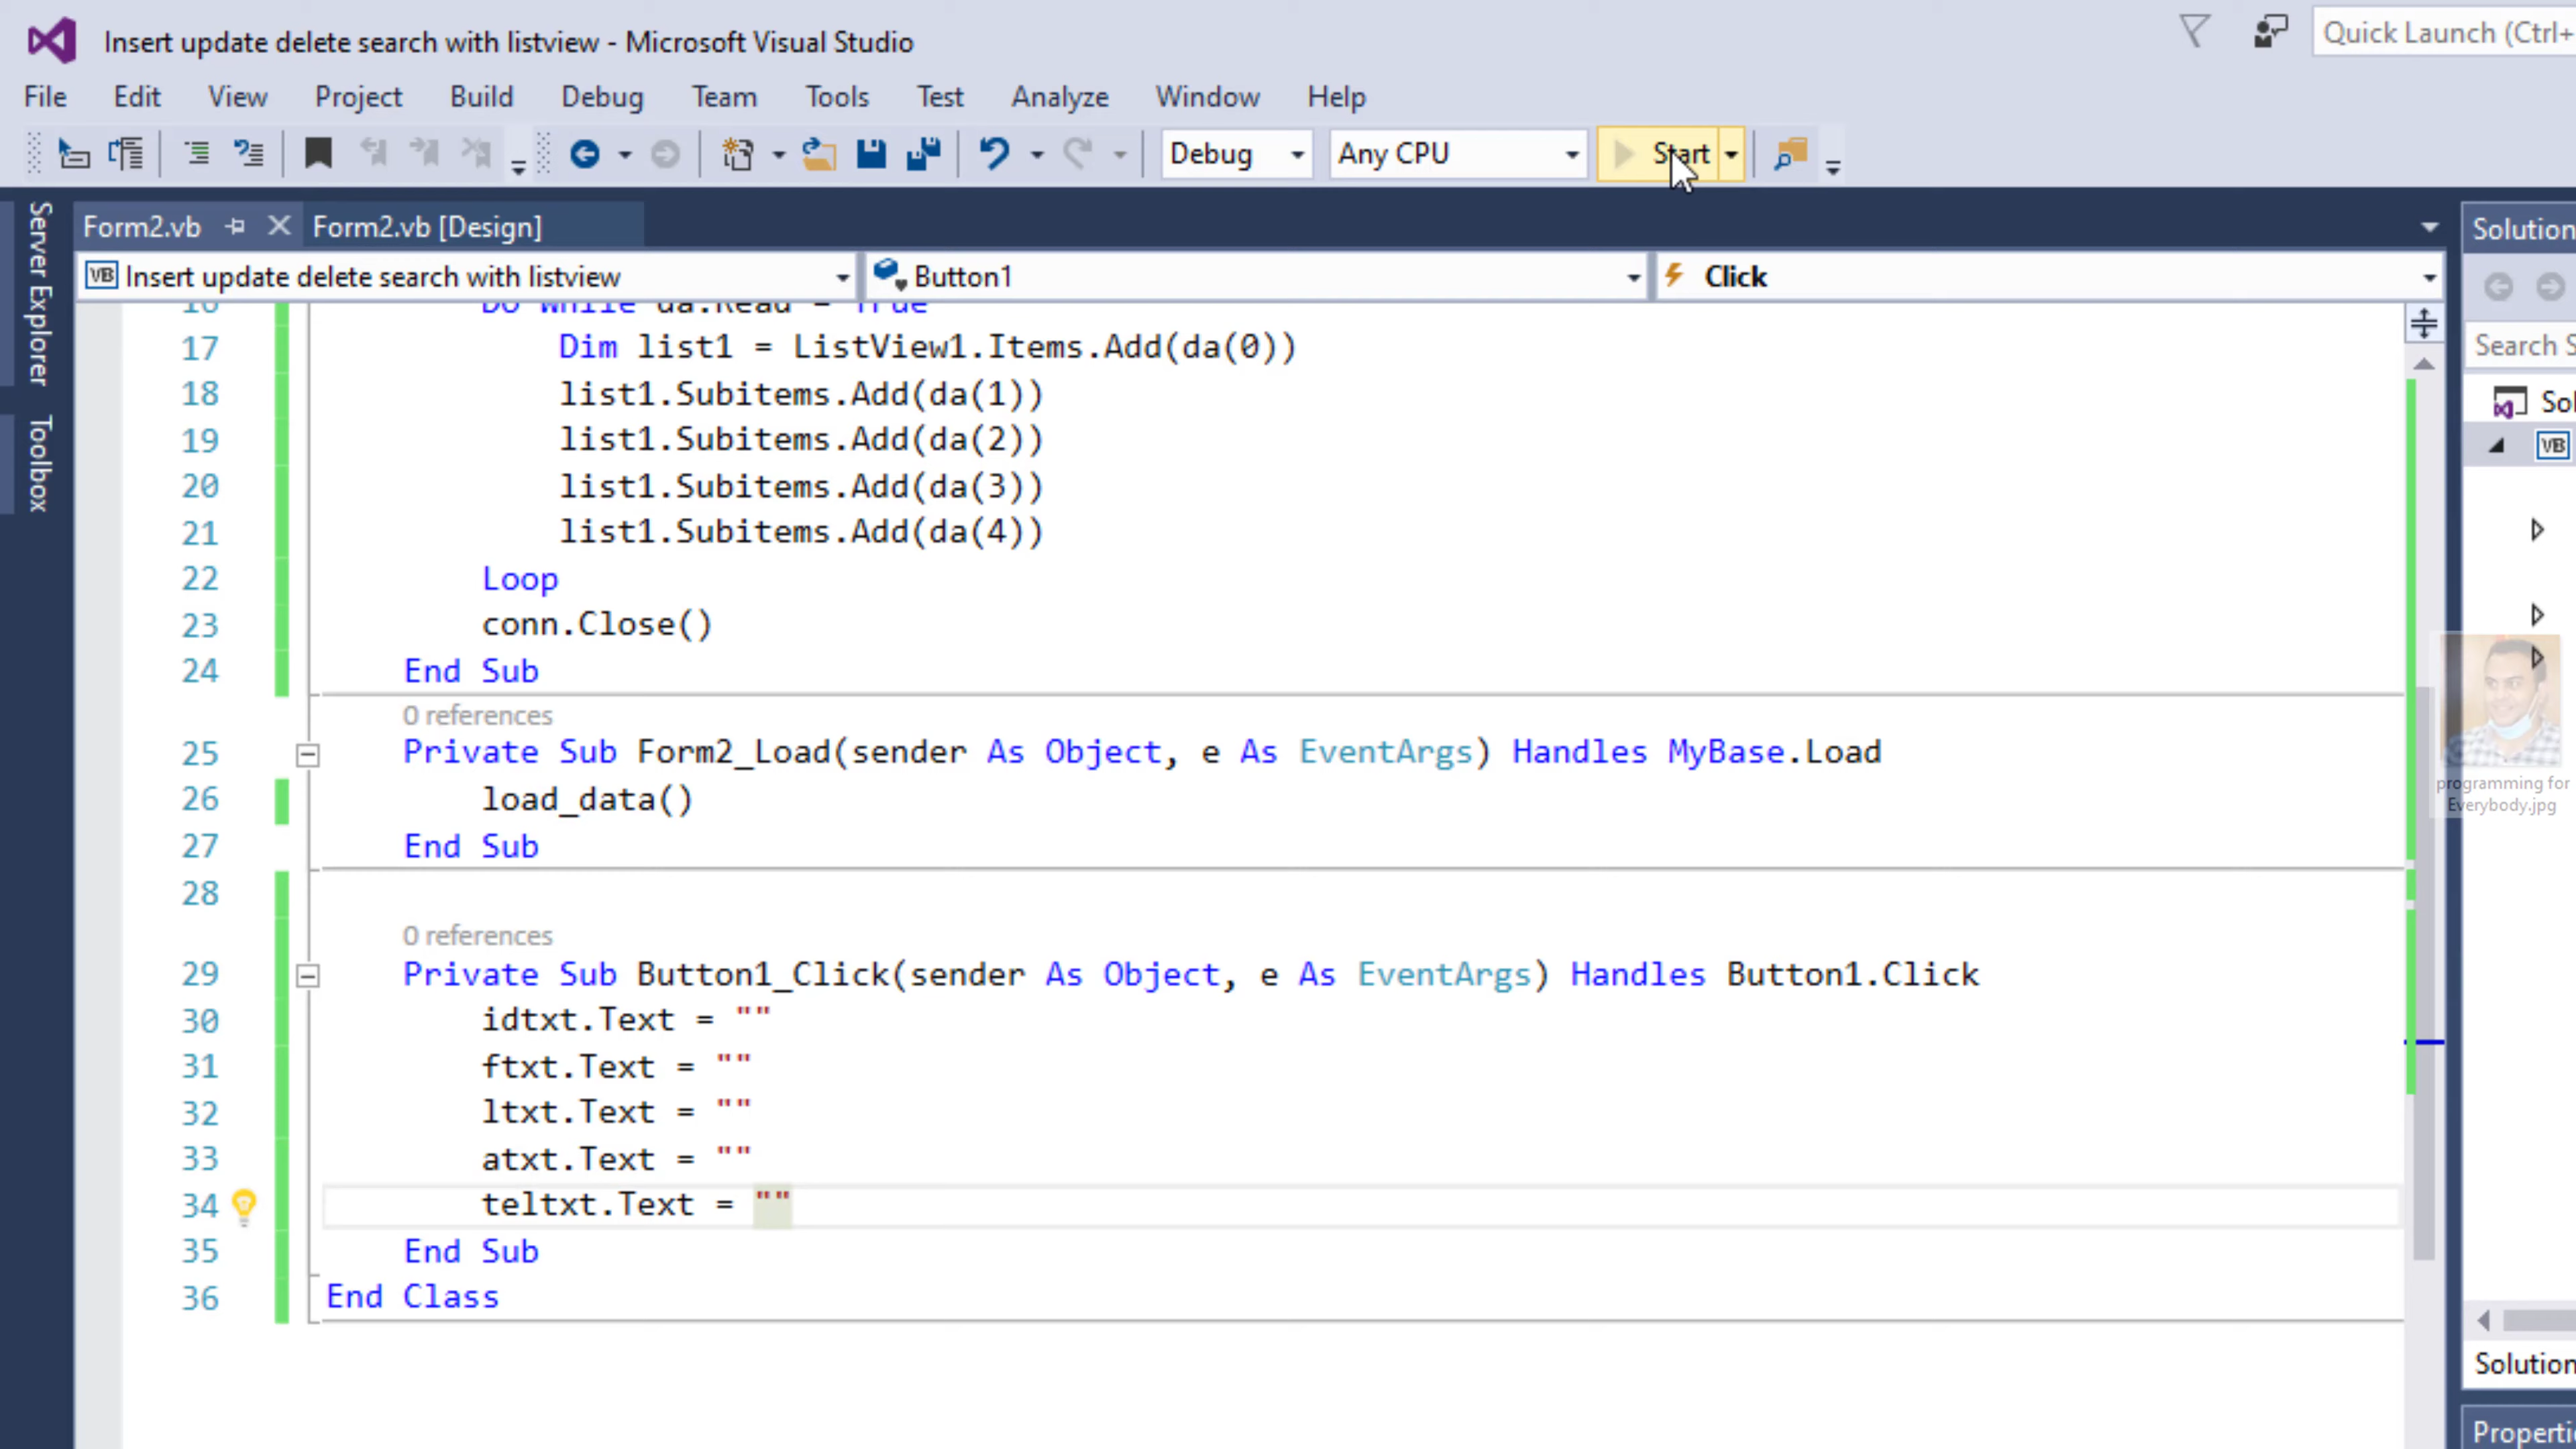 Insert update delete search with listview - Microsoft Visual Studio
Quick Launch (Ctrl+
File Edit View Project Build Debug Team Tools Test Analyze Window Help
Debug Any CPU Start
Server Explorer
Toolbox
Form2.vb Form2.vb [Design]
Solution
Insert update delete search with listview Button1 Click
16 Do While da.Read = True
17 Dim list1 = ListView1.Items.Add(da(0))
18 list1.Subitems.Add(da(1))
19 list1.Subitems.Add(da(2))
20 list1.Subitems.Add(da(3))
21 list1.Subitems.Add(da(4))
22 Loop
23 conn.Close()
24 End Sub
0 references
25 Private Sub Form2_Load(sender As Object, e As EventArgs) Handles MyBase.Load
26 load_data()
27 End Sub
28
0 references
29 Private Sub Button1_Click(sender As Object, e As EventArgs) Handles Button1.Click
30 idtxt.Text = ""
31 ftxt.Text = ""
32 ltxt.Text = ""
33 atxt.Text = ""
34 teltxt.Text = ""
35 End Sub
36 End Class
Search S
Sol
VB
programming for
Everybody.jpg
Solution
Properti